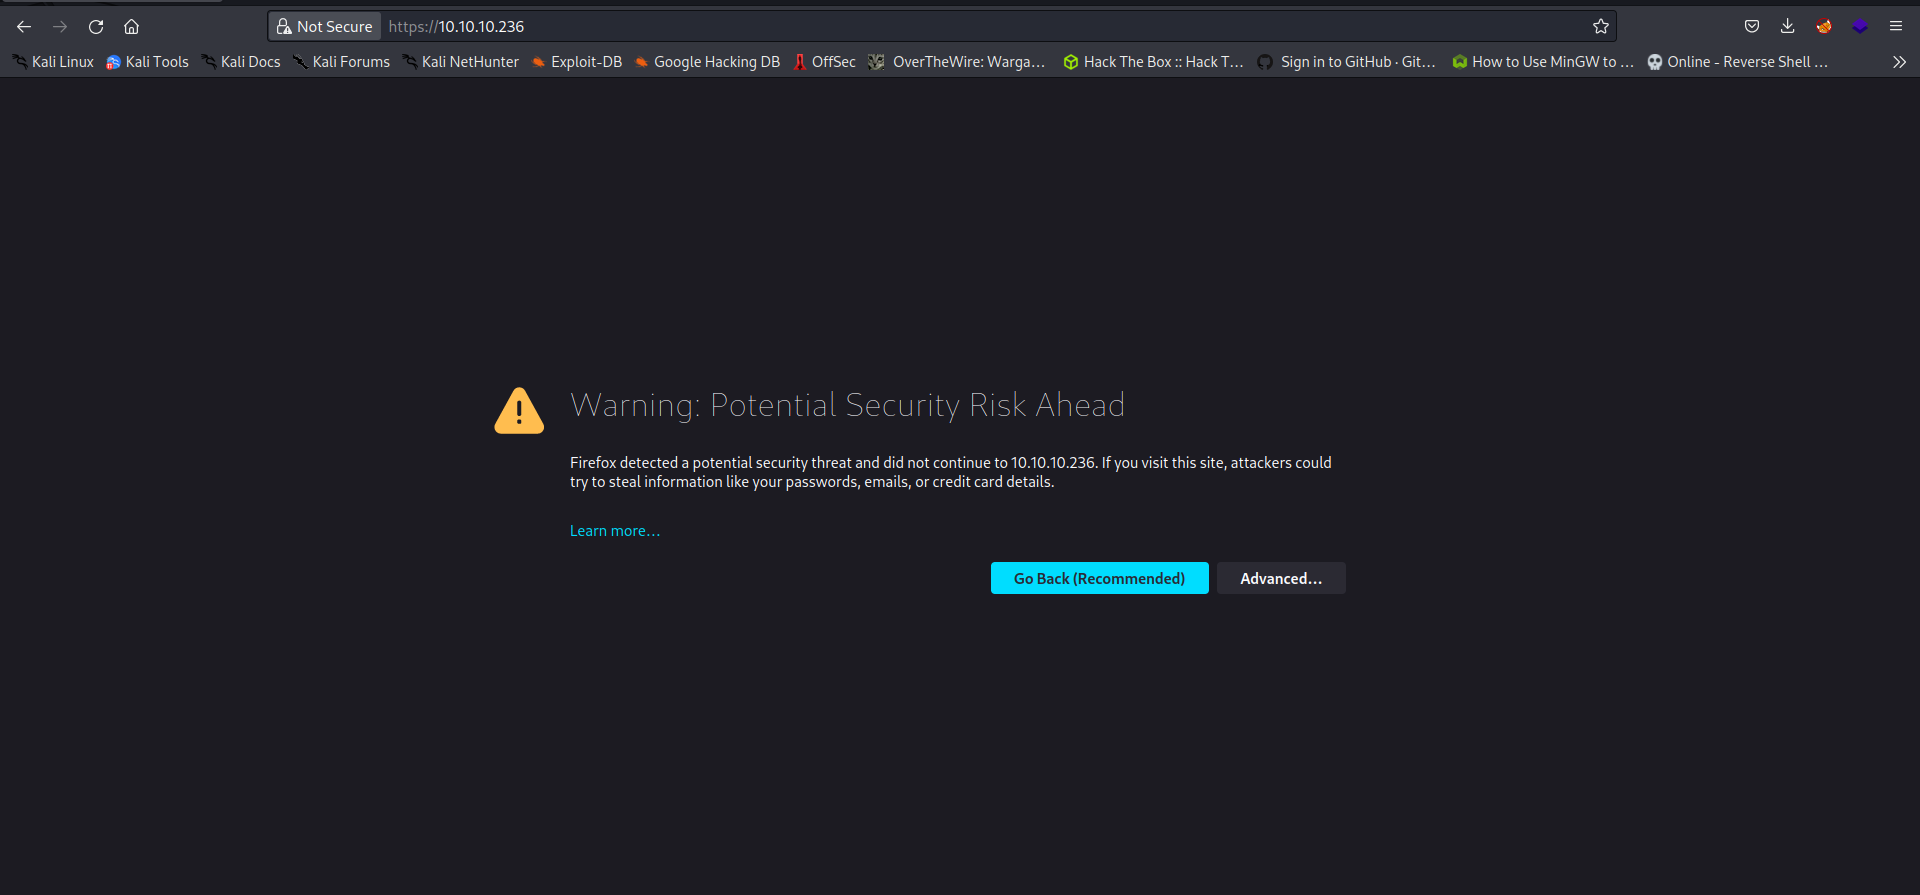 Not Secure https://10.10.10.236
Kali Linux Kali Tools Kali Docs Kali Forums Kali NetHunter Exploit-DB Google Hacking DB OffSec OverTheWire: Warga… Hack The Box :: Hack T… Sign in to GitHub · Git… How to Use MinGW to … Online - Reverse Shell …
Warning: Potential Security Risk Ahead
Firefox detected a potential security threat and did not continue to 10.10.10.236. If you visit this site, attackers could
try to steal information like your passwords, emails, or credit card details.
Learn more…
Go Back (Recommended) Advanced…